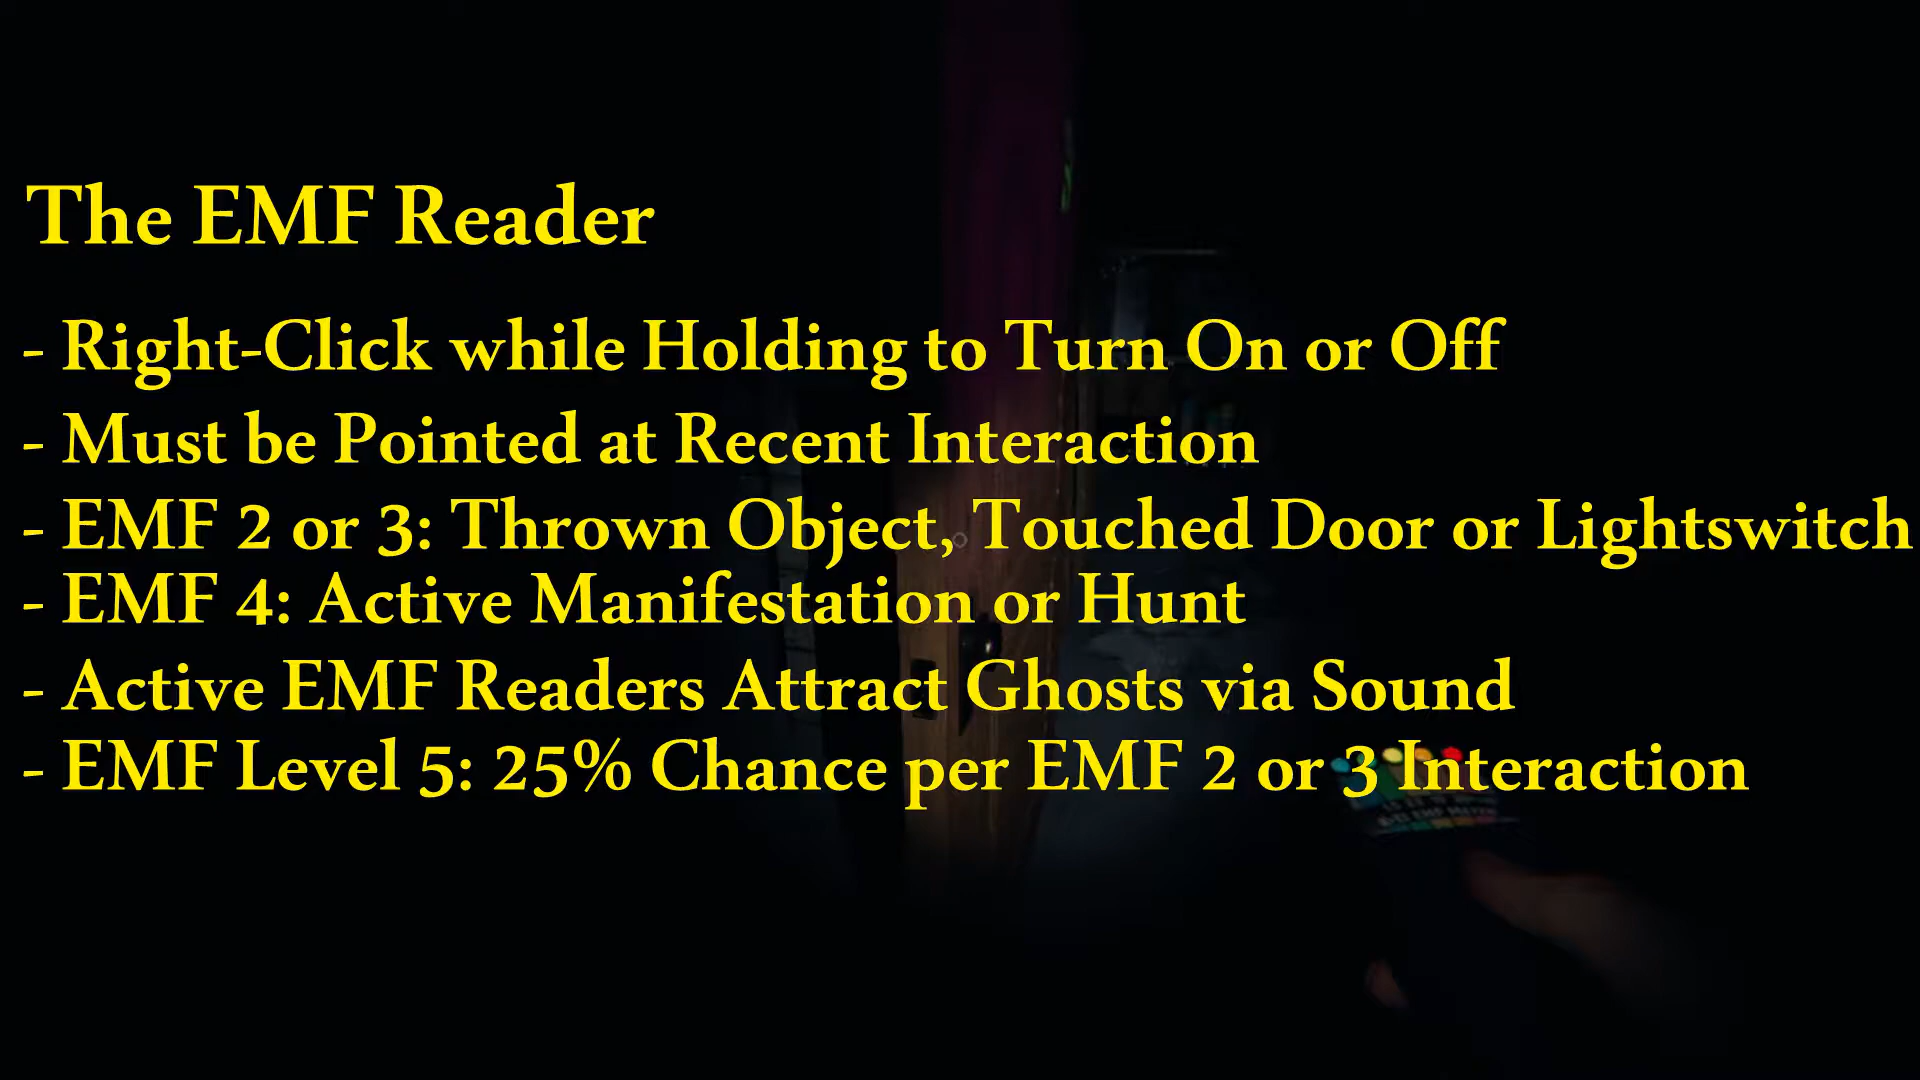 The EMF Reader
- Right-Click while Holding to Turn On or Off
- Must be Pointed at Recent Interaction
- EMF 2 or 3: Thrown Object, Touched Door or Lightswitch
- EMF 4: Active Manifestation or Hunt
- Active EMF Readers Attract Ghosts via Sound
- EMF Level 5: 25% Chance per EMF 2 or 3 Interaction